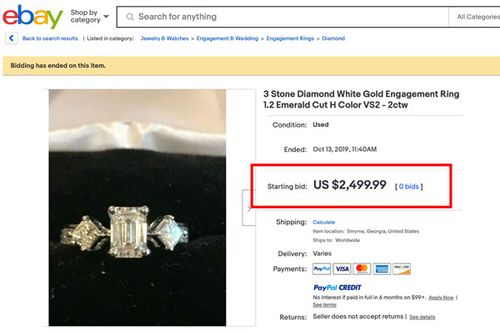 ebay
Shop by
category
Search for anything
All Categories
Back to search results | Listed in category: Jewelry & Watches > Engagement & Wedding > Engagement Rings > Diamond
Bidding has ended on this item.
3 Stone Diamond White Gold Engagement Ring
1.2 Emerald Cut H Color VS2 - 2ctw
Condition: Used
Ended: Oct 13, 2019, 11:40AM
Starting bid: US $2,499.99 [ 0 bids ]
Shipping: Calculate
Item location: Smyrna, Georgia, United States
Ships to: Worldwide
Delivery: Varies
Payments: PayPal VISA DISCOVER
PayPal CREDIT
No Interest if paid in full in 6 months on $99+. Apply Now |
See terms
Returns: Seller does not accept returns | See details